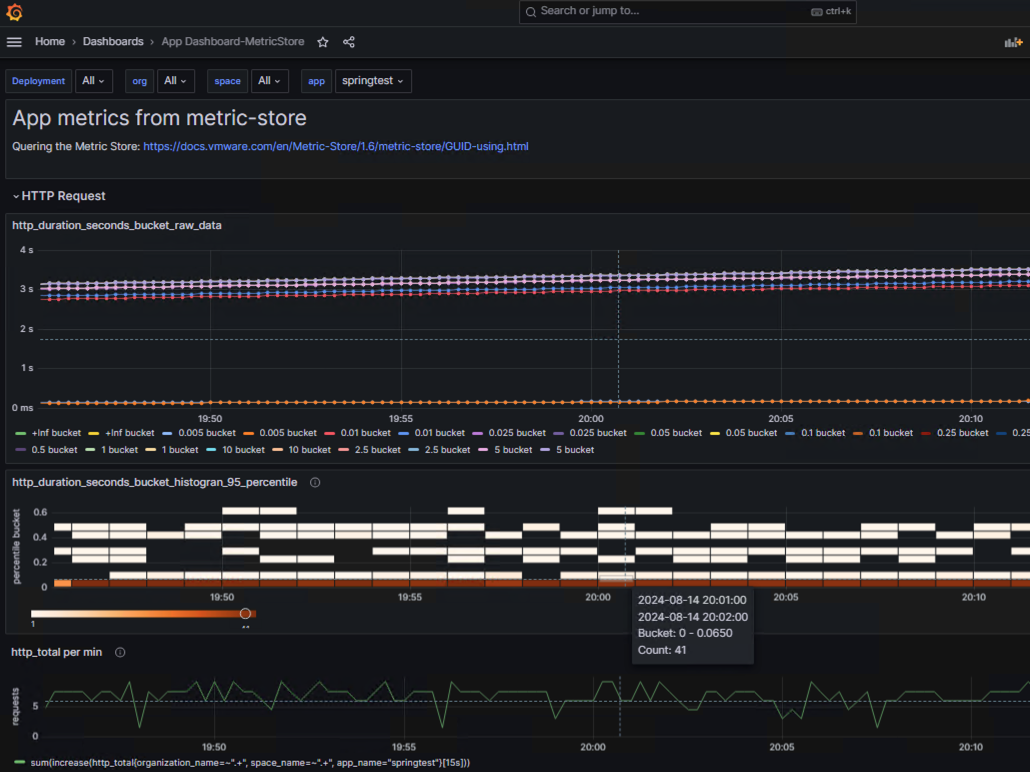 Search or jump to...
ctrl+k
Home › Dashboards › App Dashboard-MetricStore
Deployment All org All space All app springtest
App metrics from metric-store
Quering the Metric Store: https://docs.vmware.com/en/Metric-Store/1.6/metric-store/GUID-using.html
HTTP Request
http_duration_seconds_bucket_raw_data
4 s
3 s
2 s
1 s
0 ms
19:50 19:55 20:00 20:05 20:10
+Inf bucket +Inf bucket 0.005 bucket 0.005 bucket 0.01 bucket 0.01 bucket 0.025 bucket 0.025 bucket 0.05 bucket 0.05 bucket 0.1 bucket 0.1 bucket 0.25 bucket 0.25
0.5 bucket 1 bucket 1 bucket 10 bucket 10 bucket 2.5 bucket 2.5 bucket 5 bucket 5 bucket
http_duration_seconds_bucket_histogran_95_percentile
percentile bucket
0.6
0.4
0.2
0
19:50 19:55 20:00 20:05 20:10
1
2024-08-14 20:01:00
2024-08-14 20:02:00
Bucket: 0 - 0.0650
Count: 41
http_total per min
requests
5
0
19:50 19:55 20:00 20:05 20:10
sum(increase(http_total{organization_name=~".+", space_name=~".+", app_name="springtest"}[15s]))